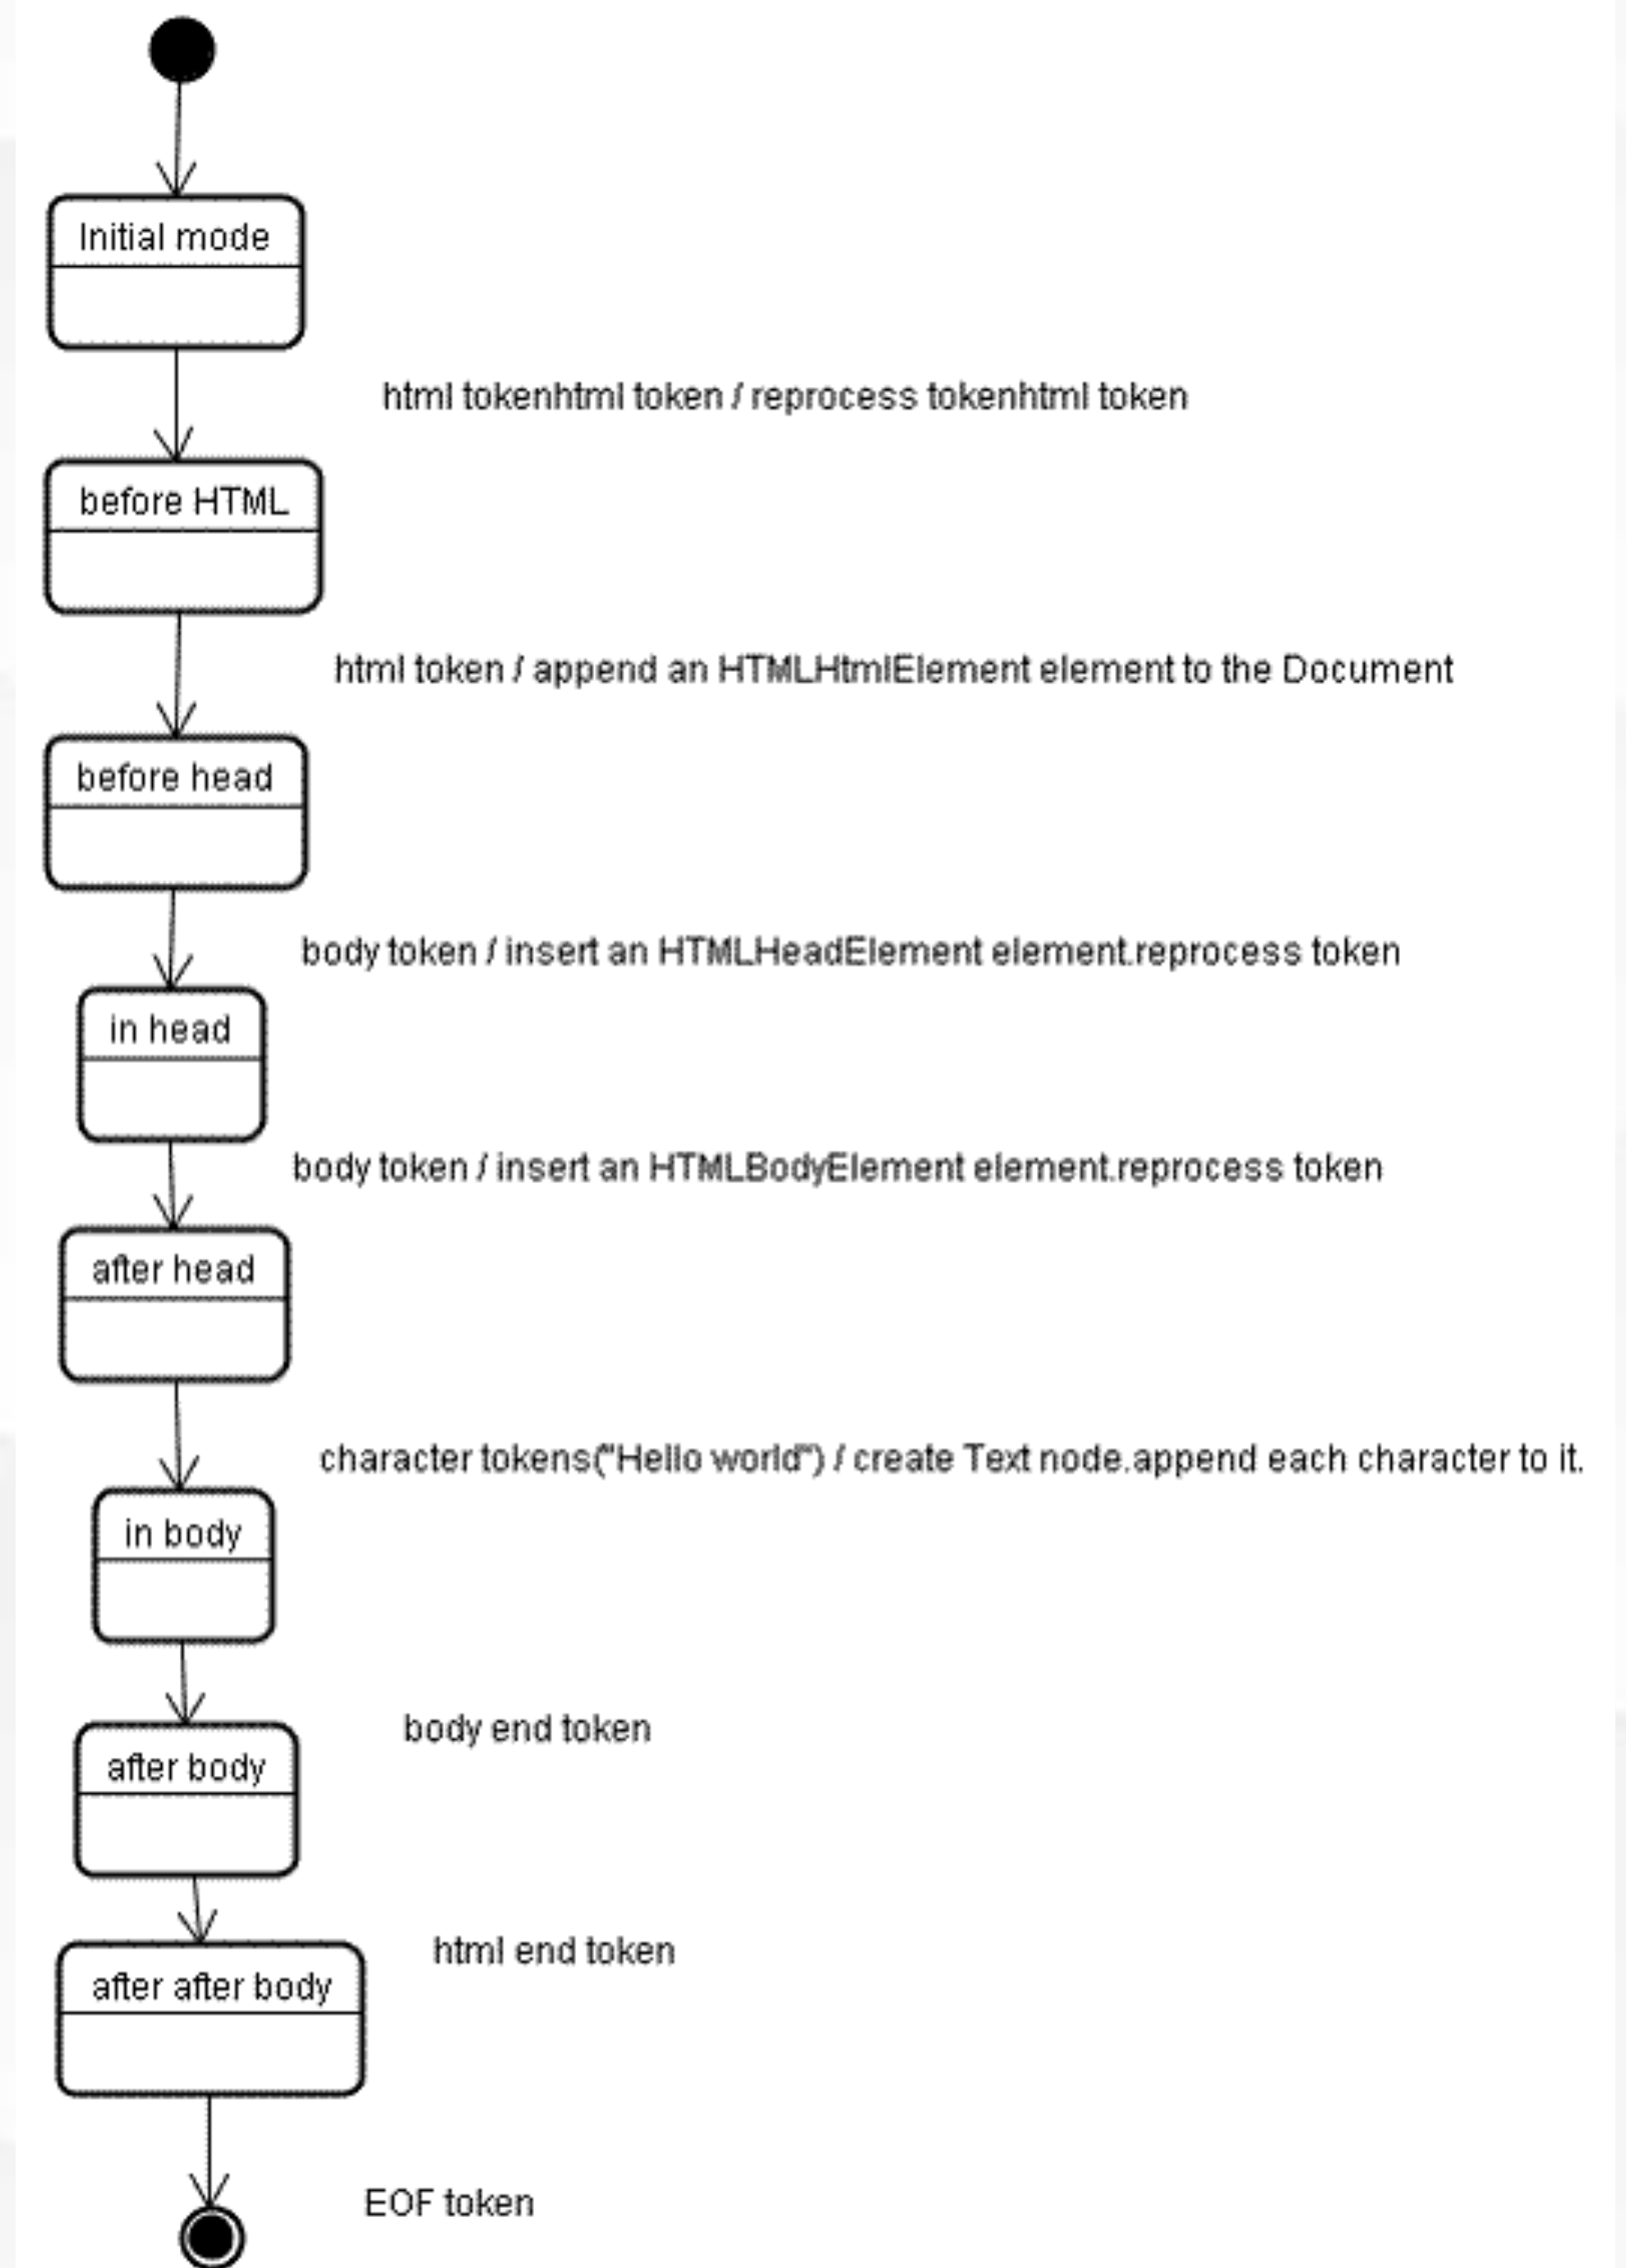 Initial mode
html tokenhtml token / reprocess tokenhtml token
before HTML
html token / append an HTMLHtmlElement element to the Document
before head
body token / insert an HTMLHeadElement element.reprocess token
in head
body token / insert an HTMLBodyElement element.reprocess token
after head
character tokens("Hello world") / create Text node.append each character to it.
in body
body end token
after body
html end token
after after body
EOF token